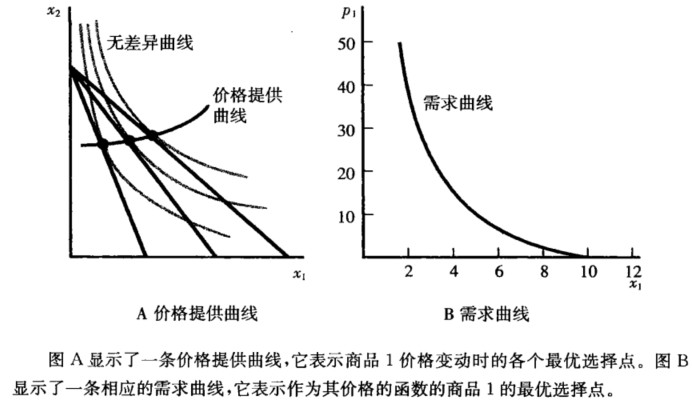 x₂
无差异曲线
价格提供
曲线
x₁
A 价格提供曲线
p₁
50
40
30
20
10
需求曲线
2 4 6 8 10 12
x₁
B 需求曲线
图 A 显示了一条价格提供曲线,它表示商品 1 价格变动时的各个最优选择点。图 B
显示了一条相应的需求曲线,它表示作为其价格的函数的商品 1 的最优选择点。